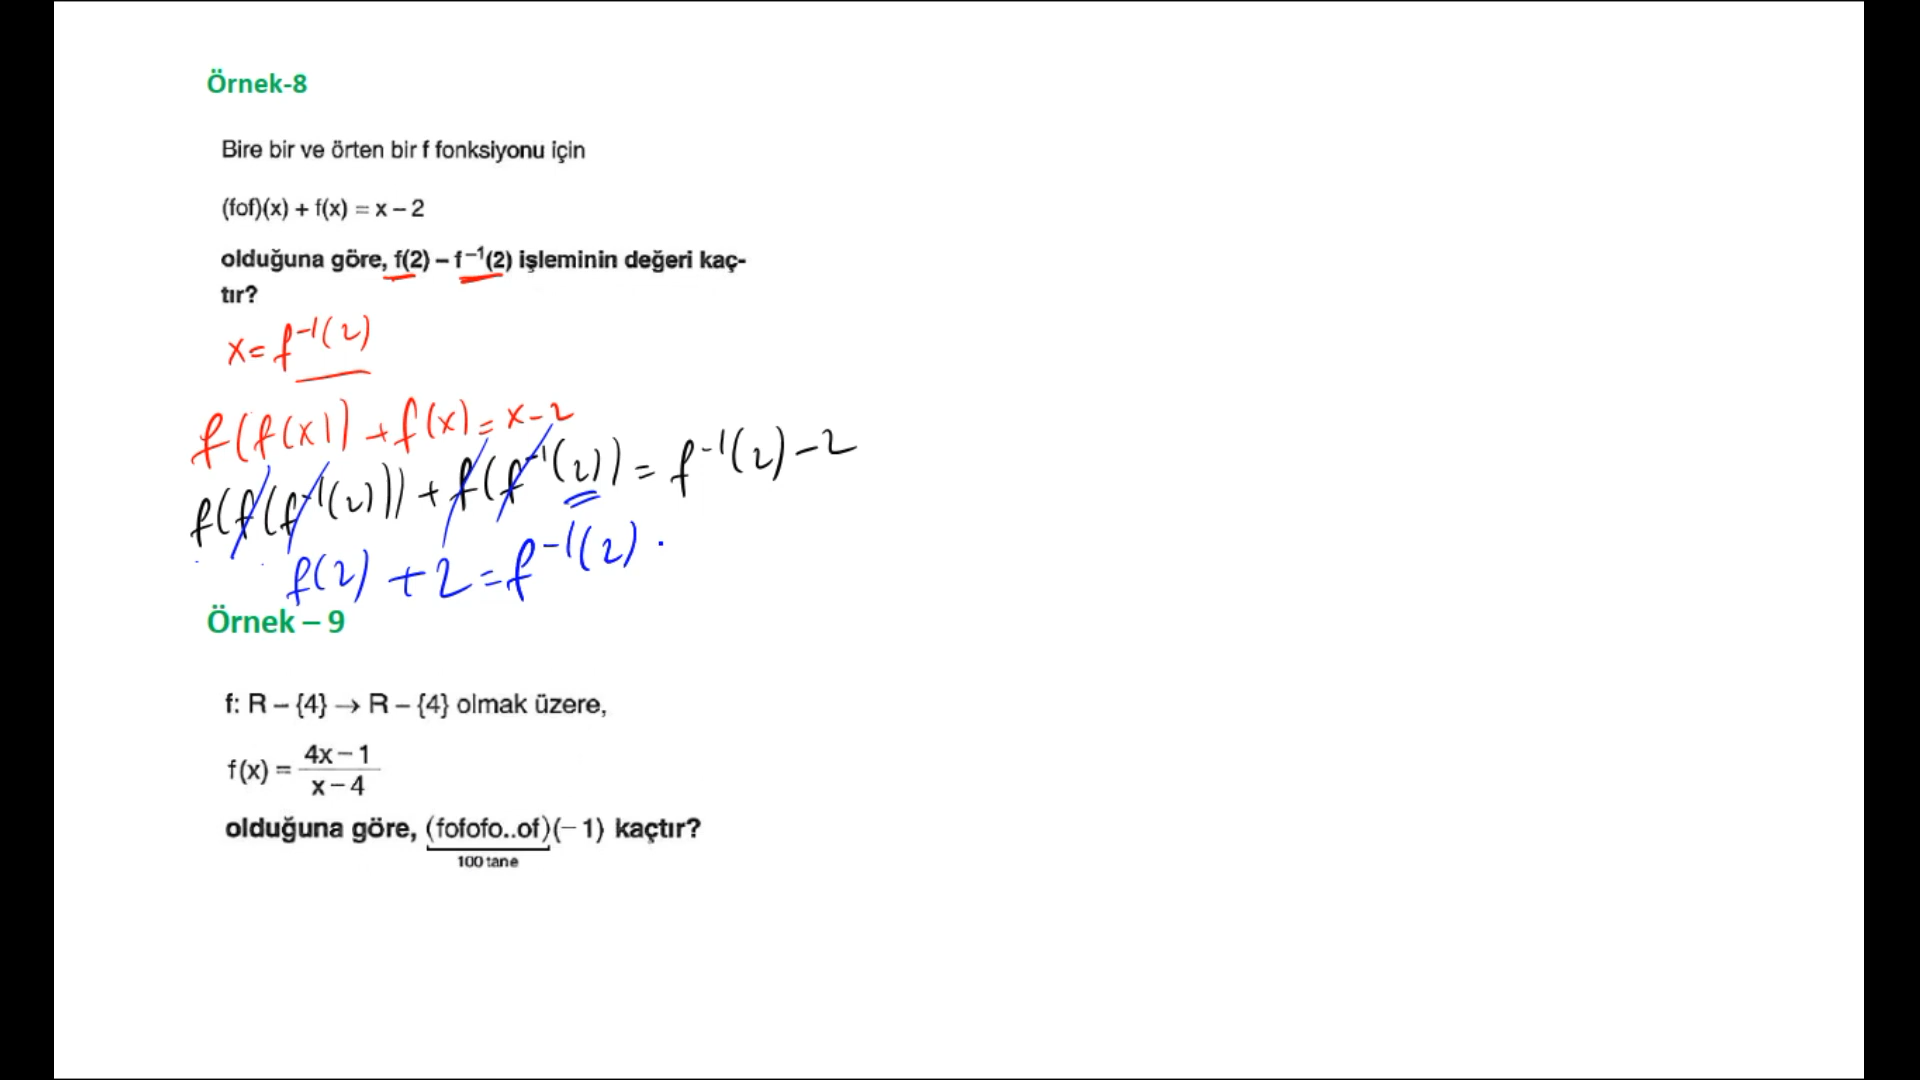 Örnek-8
Bire bir ve örten bir f fonksiyonu için
(fof)(x) + f(x) = x – 2
olduğuna göre, f(2) – f⁻¹(2) işleminin değeri kaç-
tır?
x = f⁻¹(2)
f(f(x)) + f(x) = x - 2
f(f(f⁻¹(2))) + f(f⁻¹(2)) = f⁻¹(2) - 2
f(2) + 2 = f⁻¹(2) .
Örnek – 9
f: R – {4} → R – {4} olmak üzere,
f(x) = (4x – 1)/(x – 4)
olduğuna göre, (fofofo..of)(– 1) kaçtır?
100 tane